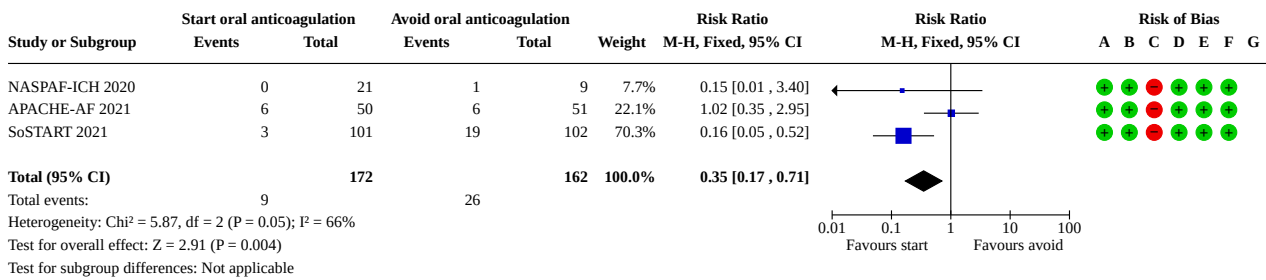 Start oral anticoagulation Avoid oral anticoagulation Risk Ratio Risk Ratio Risk of Bias
Study or Subgroup Events Total Events Total Weight M-H, Fixed, 95% CI M-H, Fixed, 95% CI A B C D E F G
NASPAF-ICH 2020 0 21 1 9 7.7% 0.15 [0.01 , 3.40] + + − + + +
APACHE-AF 2021 6 50 6 51 22.1% 1.02 [0.35 , 2.95] + + − + + +
SoSTART 2021 3 101 19 102 70.3% 0.16 [0.05 , 0.52] + + − + + +
Total (95% CI) 172 162 100.0% 0.35 [0.17 , 0.71]
Total events: 9 26
Heterogeneity: Chi² = 5.87, df = 2 (P = 0.05); I² = 66%
0.01 0.1 1 10 100
Test for overall effect: Z = 2.91 (P = 0.004)
Favours start Favours avoid
Test for subgroup differences: Not applicable